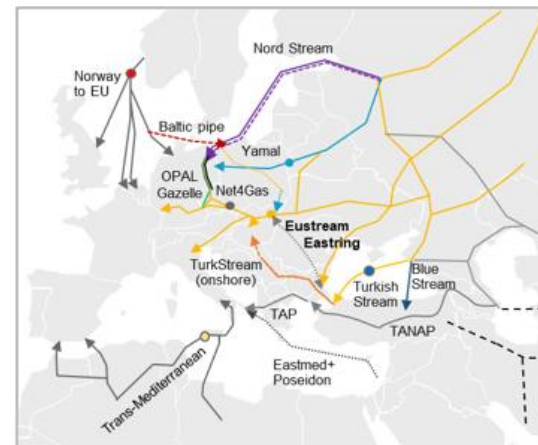 Nord Stream
Norway
to EU
Baltic pipe
Yamal
OPAL
Gazelle
Net4Gas
Eustream
Eastring
TurkStream
(onshore)
Turkish
Stream
Blue
Stream
TAP
TANAP
Eastmed+
Poseidon
Trans-Mediterranean